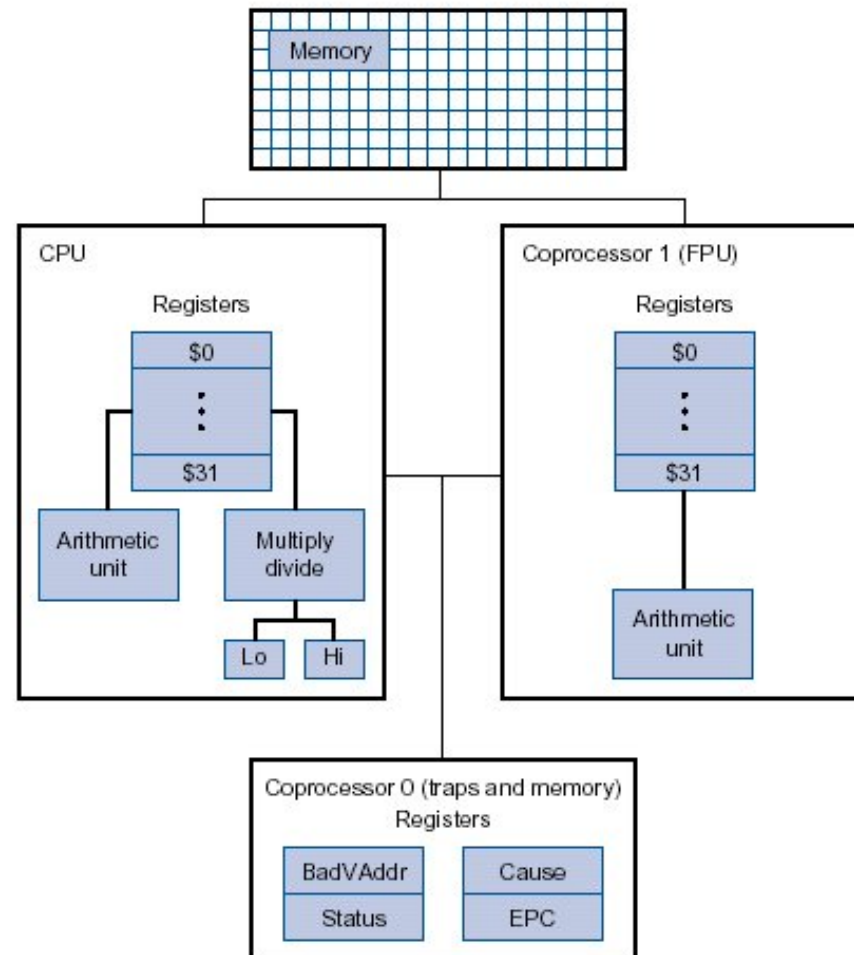 Memory
CPU
Registers
$0
$31
Arithmetic
unit
Multiply
divide
Lo
Hi
Coprocessor 1 (FPU)
Registers
$0
$31
Arithmetic
unit
Coprocessor 0 (traps and memory)
Registers
BadVAddr
Cause
Status
EPC